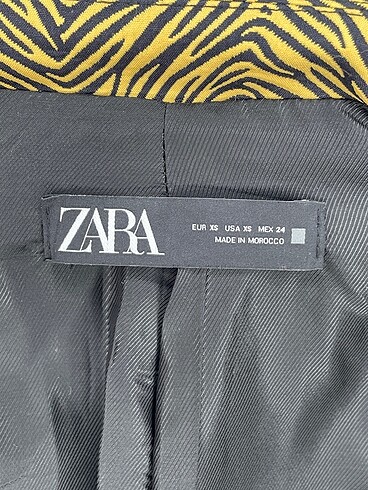 ZARA
EUR XS USA XS MEX 24
MADE IN MOROCCO